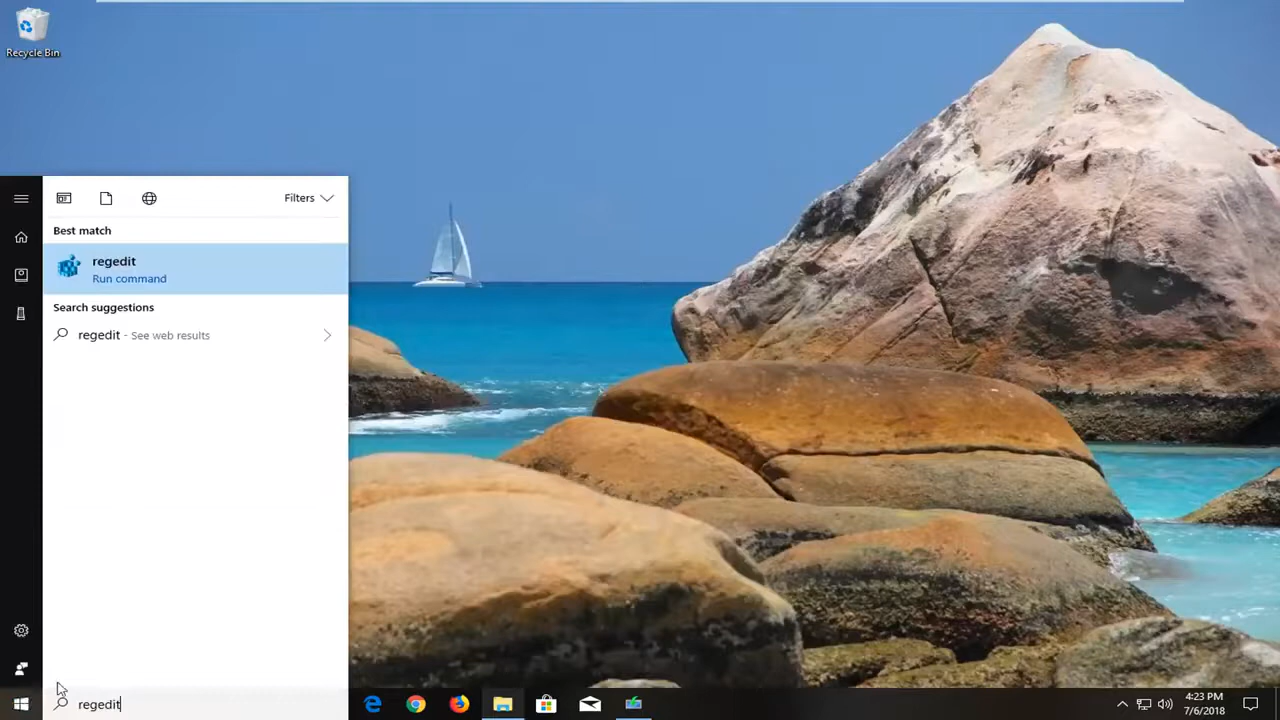 Recycle Bin
Filters
Best match
regedit
Run command
Search suggestions
regedit - See web results
regedit
4:23 PM
7/6/2018